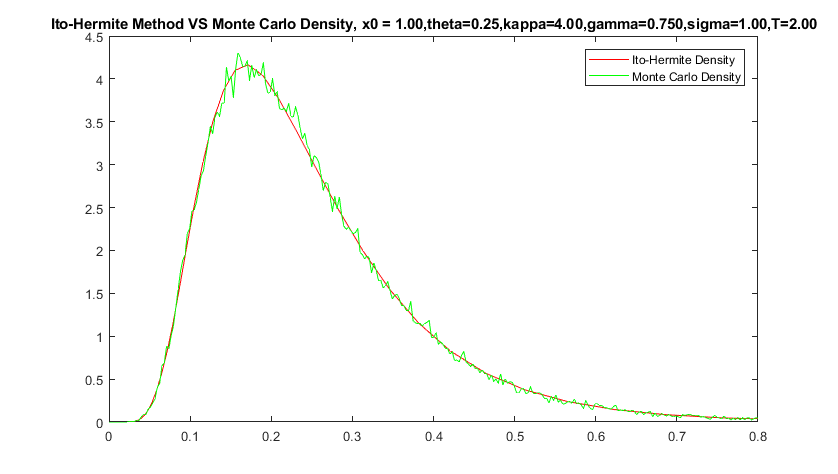 Ito-Hermite Method VS Monte Carlo Density, x0 = 1.00,theta=0.25,kappa=4.00,gamma=0.750,sigma=1.00,T=2.00
Ito-Hermite Density
Monte Carlo Density
4.5
4
3.5
3
2.5
2
1.5
1
0.5
0
0 0.1 0.2 0.3 0.4 0.5 0.6 0.7 0.8